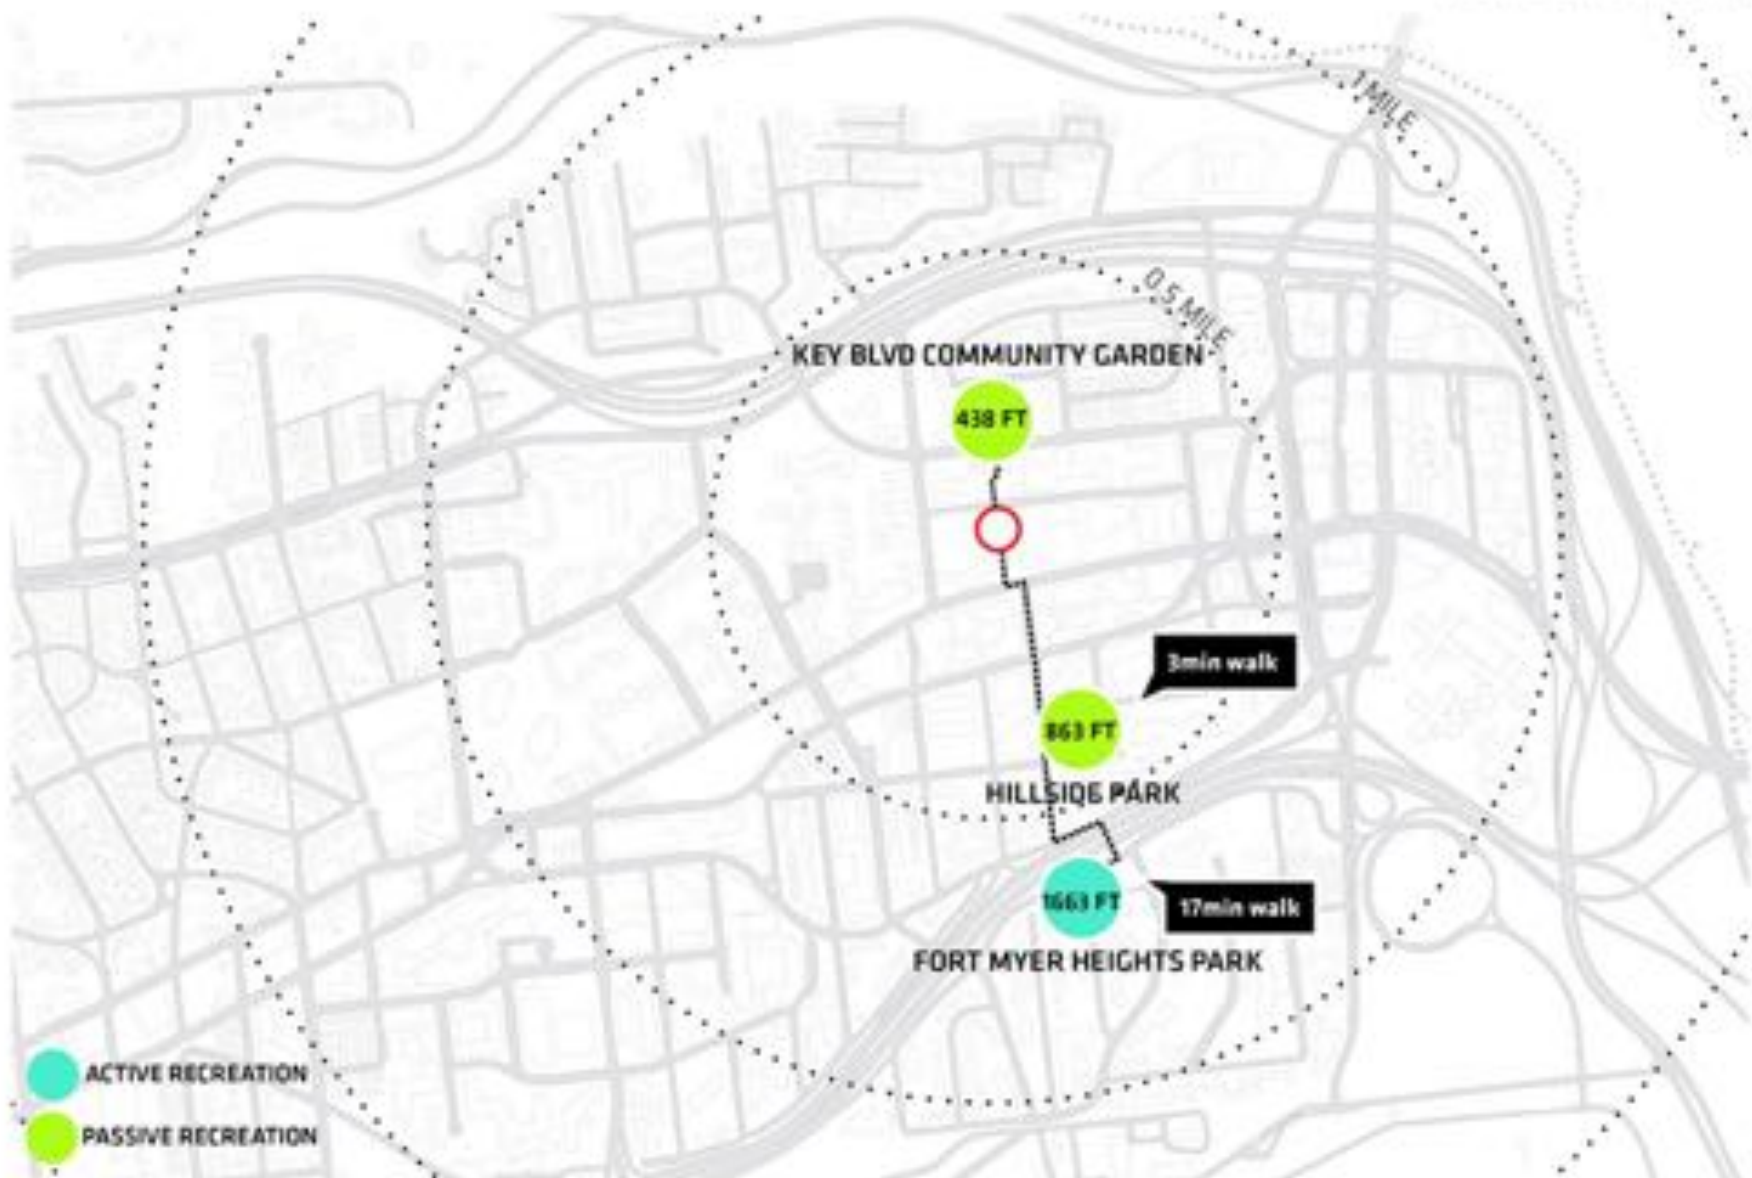 1 MILE
0.5 MILE
KEY BLVD COMMUNITY GARDEN
438 FT
3min walk
863 FT
HILLSIDE PARK
1663 FT
17min walk
FORT MYER HEIGHTS PARK
ACTIVE RECREATION
PASSIVE RECREATION